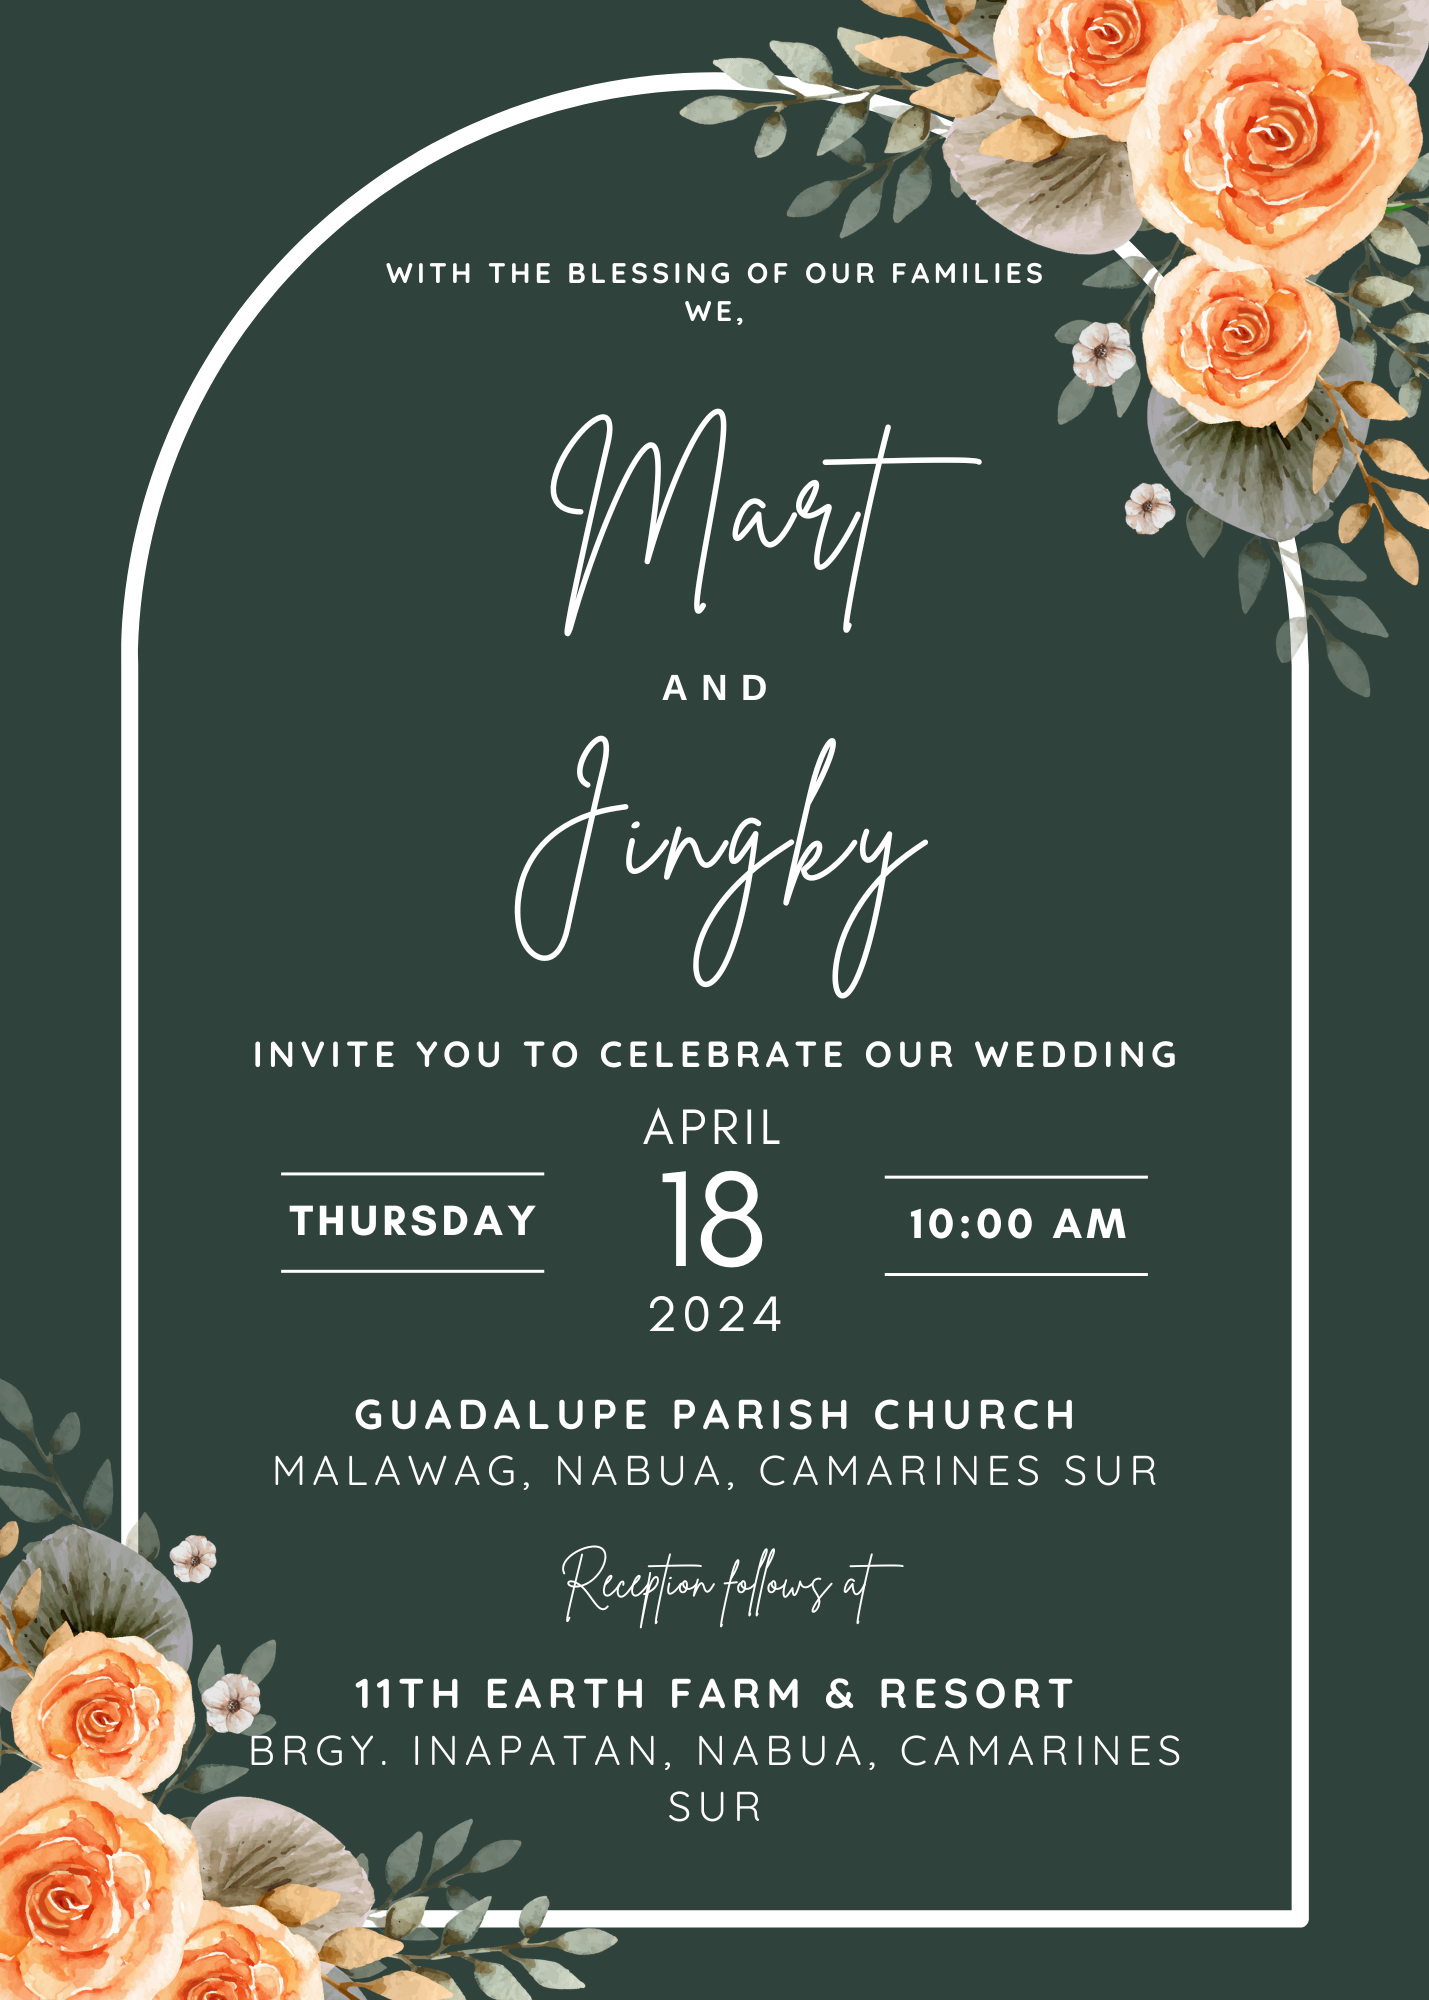 WITH THE BLESSING OF OUR FAMILIES
WE,
Mart
AND
Jingky
INVITE YOU TO CELEBRATE OUR WEDDING
APRIL
THURSDAY 18 10:00 AM
2024
GUADALUPE PARISH CHURCH
MALAWAG, NABUA, CAMARINES SUR
Reception follows at
11TH EARTH FARM & RESORT
BRGY. INAPATAN, NABUA, CAMARINES
SUR